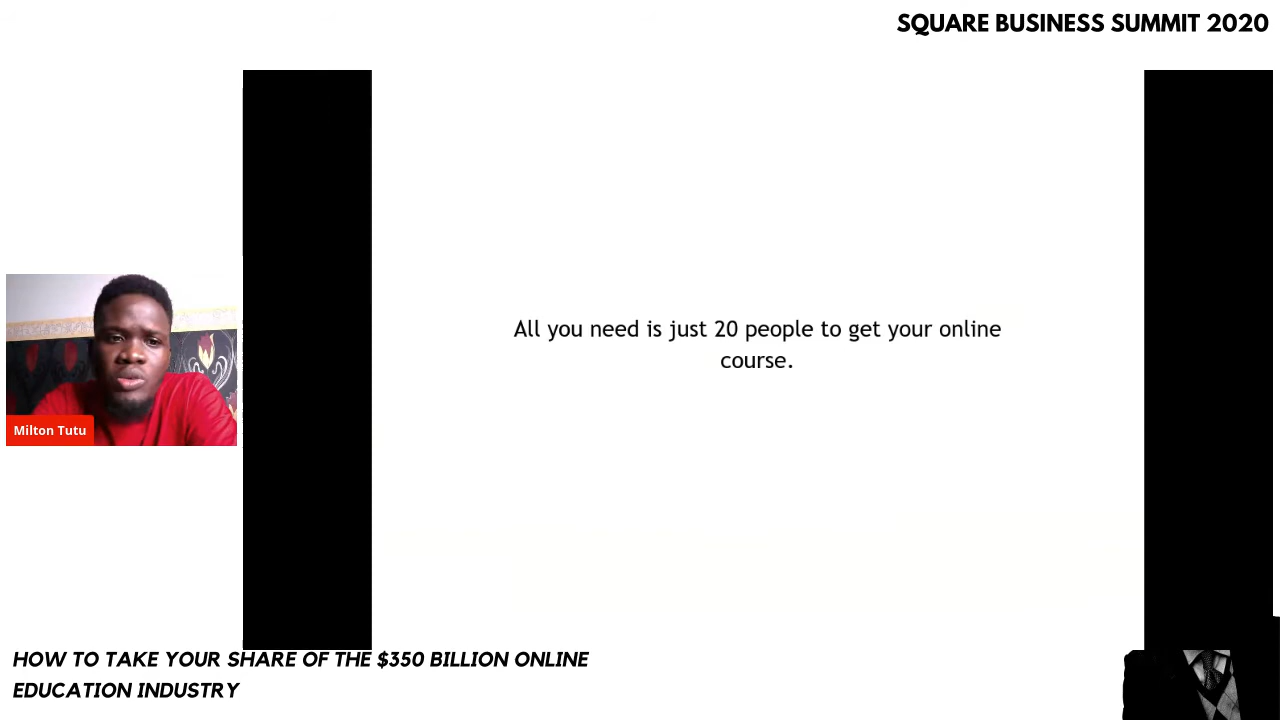 SQUARE BUSINESS SUMMIT 2020
All you need is just 20 people to get your online
course.
Milton Tutu
HOW TO TAKE YOUR SHARE OF THE $350 BILLION ONLINE
EDUCATION INDUSTRY